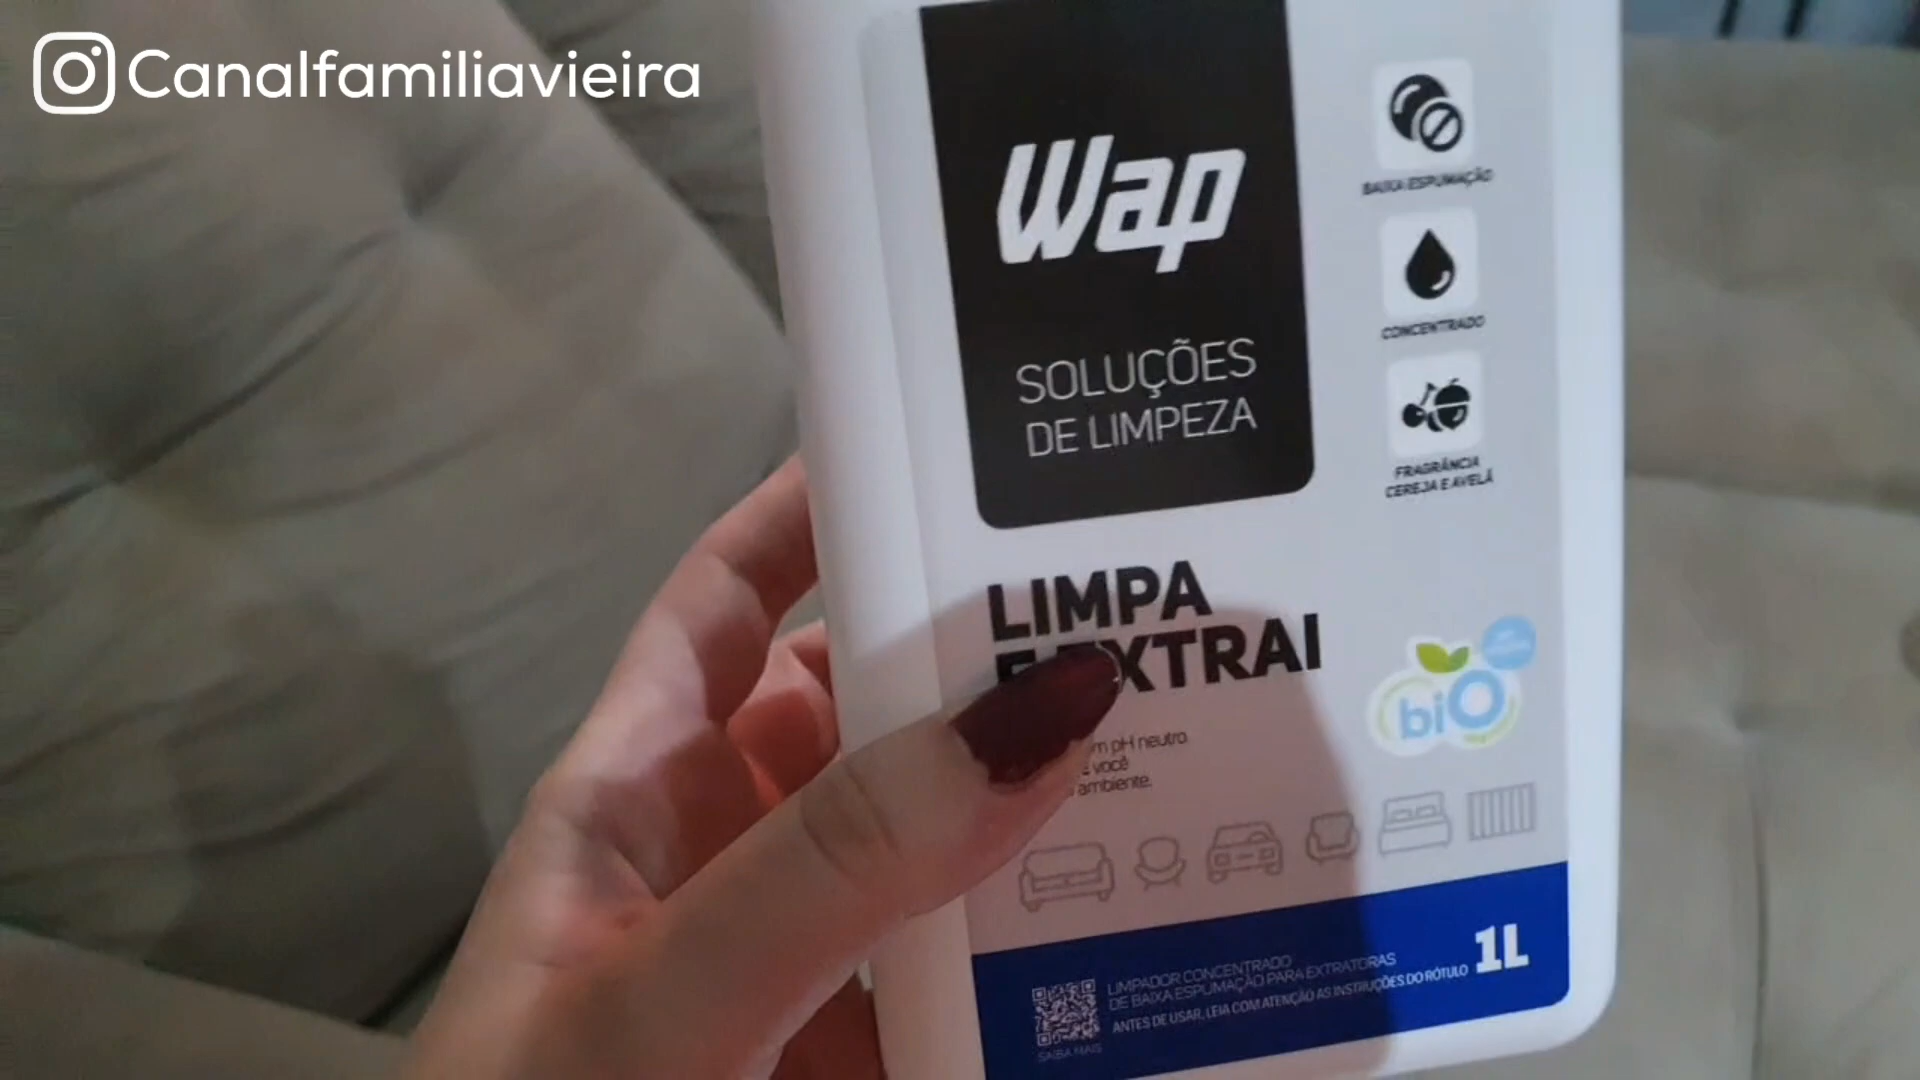 Canalfamiliavieira
Wap
SOLUÇÕES
DE LIMPEZA
BAIXA ESPUMAÇÃO
CONCENTRADO
FRAGRÂNCIA
CEREJA E AVELÃ
LIMPA
E EXTRAI
pH neutro
você
ambiente.
biO
LIMPADOR CONCENTRADO
DE BAIXA ESPUMAÇÃO PARA EXTRATORAS
ANTES DE USAR, LEIA COM ATENÇÃO AS INSTRUÇÕES DO RÓTULO
1L
SAIBA MAIS